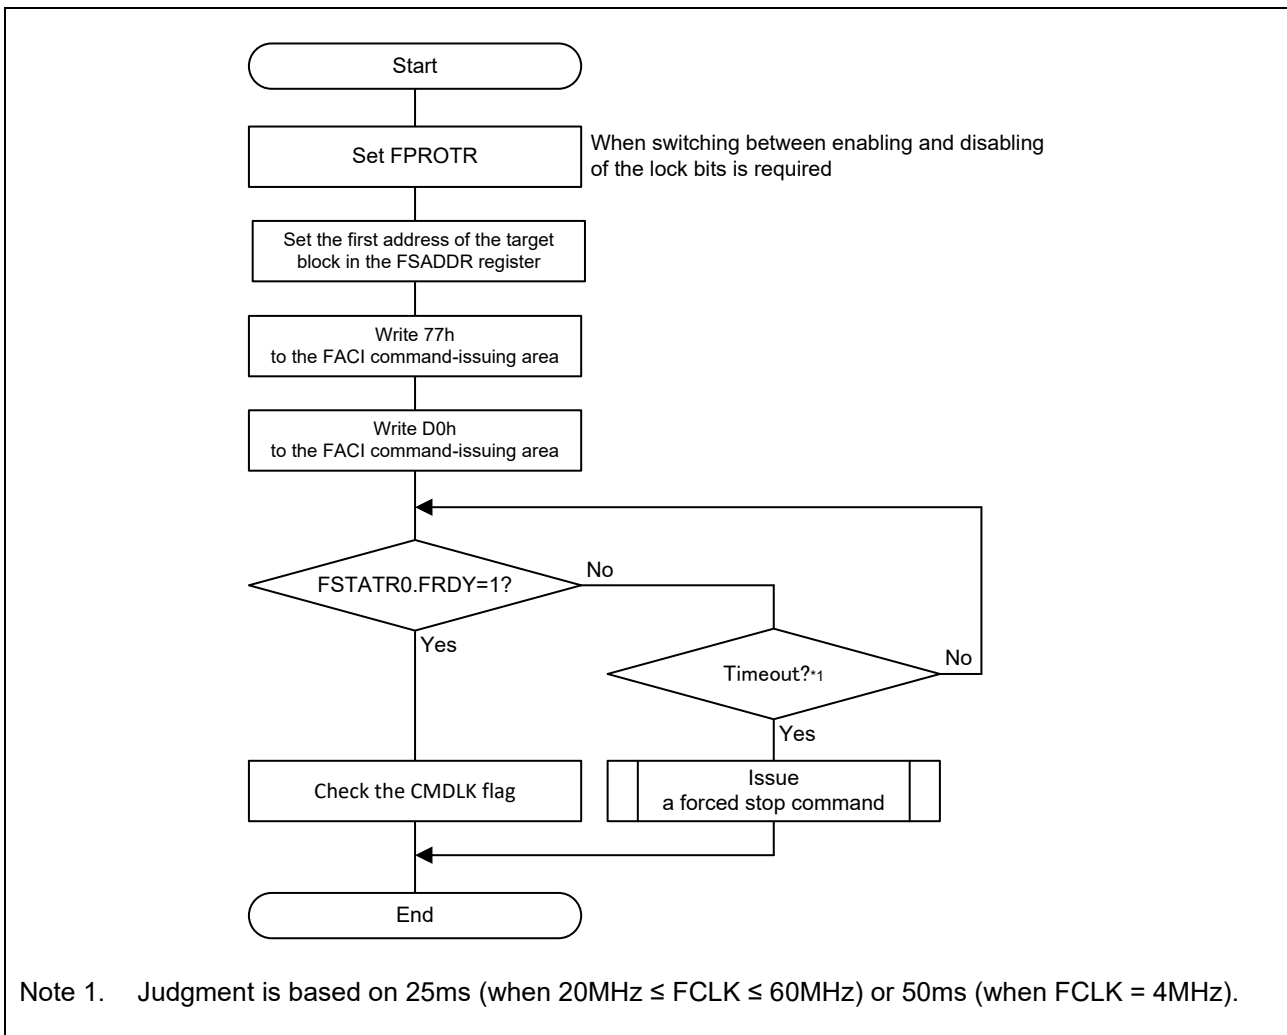 Start
Set FPROTR
When switching between enabling and disabling
of the lock bits is required
Set the first address of the target
block in the FSADDR register
Write 77h
to the FACI command-issuing area
Write D0h
to the FACI command-issuing area
FSTATR0.FRDY=1?
No
Yes
Timeout?*1
No
Yes
Check the CMDLK flag
Issue
a forced stop command
End
Note 1. Judgment is based on 25ms (when 20MHz ≤ FCLK ≤ 60MHz) or 50ms (when FCLK = 4MHz).